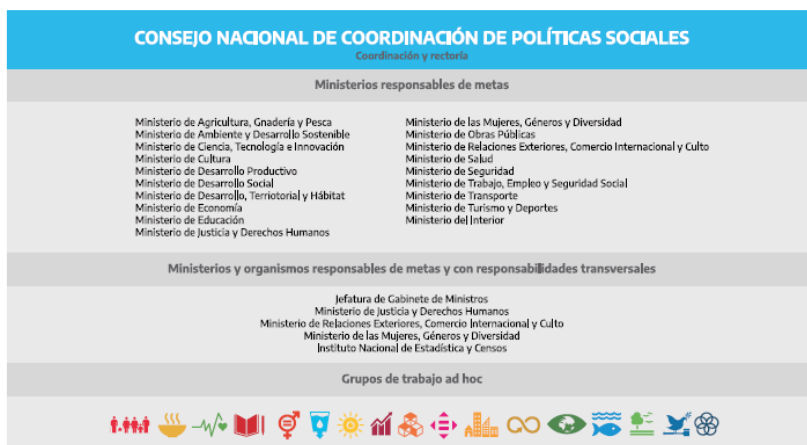 CONSEJO NACIONAL DE COORDINACIÓN DE POLÍTICAS SOCIALES
Coordinación y rectoría
Ministerios responsables de metas
Ministerio de Agricultura, Gnadería y Pesca
Ministerio de Ambiente y Desarrollo Sostenible
Ministerio de Ciencia, Tecnología e Innovación
Ministerio de Cultura
Ministerio de Desarrollo Productivo
Ministerio de Desarrollo Social
Ministerio de Desarrollo, Terriotorial y Hábitat
Ministerio de Economía
Ministerio de Educación
Ministerio de Justicia y Derechos Humanos
Ministerio de las Mujeres, Géneros y Diversidad
Ministerio de Obras Públicas
Ministerio de Relaciones Exteriores, Comercio Internacional y Culto
Ministerio de Salud
Ministerio de Seguridad
Ministerio de Trabajo, Empleo y Seguridad Social
Ministerio de Transporte
Ministerio de Turismo y Deportes
Ministerio del Interior
Ministerios y organismos responsables de metas y con responsabilidades transversales
Jefatura de Gabinete de Ministros
Ministerio de Justicia y Derechos Humanos
Ministerio de Relaciones Exteriores, Comercio Internacional y Culto
Ministerio de las Mujeres, Géneros y Diversidad
Instituto Nacional de Estadística y Censos
Grupos de trabajo ad hoc